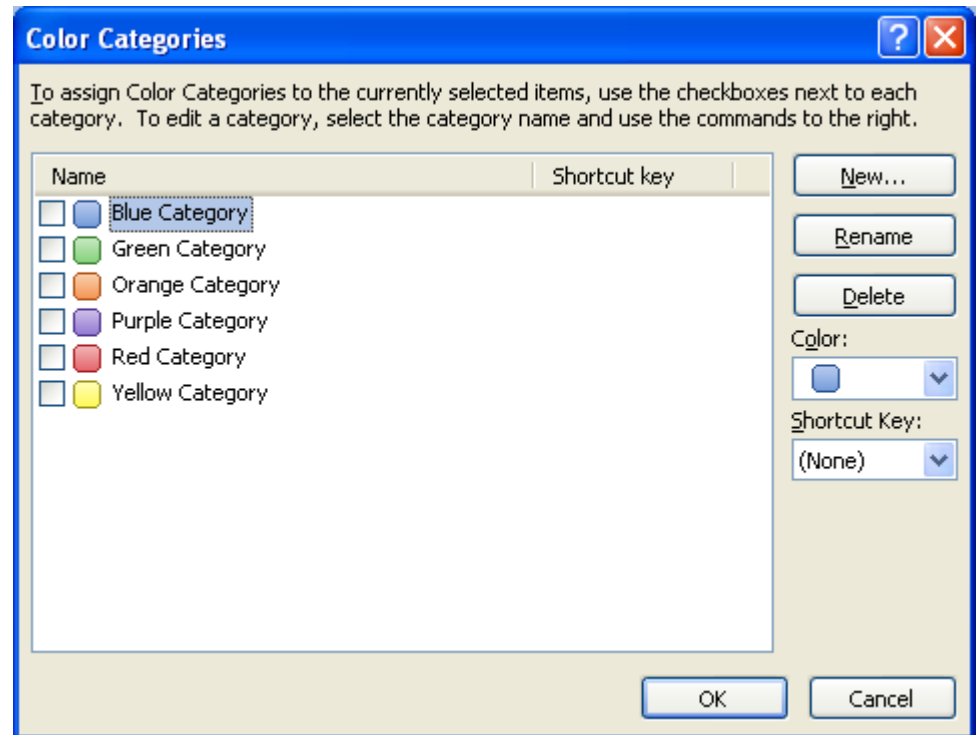 Color Categories
To assign Color Categories to the currently selected items, use the checkboxes next to each
category. To edit a category, select the category name and use the commands to the right.
Name Shortcut key
Blue Category
Green Category
Orange Category
Purple Category
Red Category
Yellow Category
New...
Rename
Delete
Color:
Shortcut Key:
(None)
OK Cancel